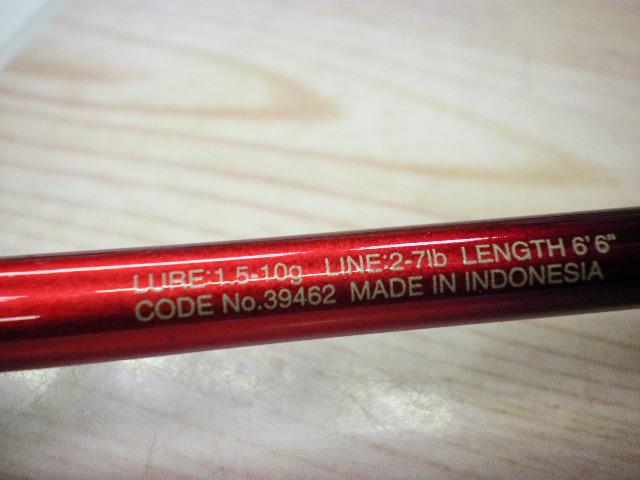 LURE:1.5-10g LINE:2-7lb LENGTH 6'6"
CODE No.39462 MADE IN INDONESIA